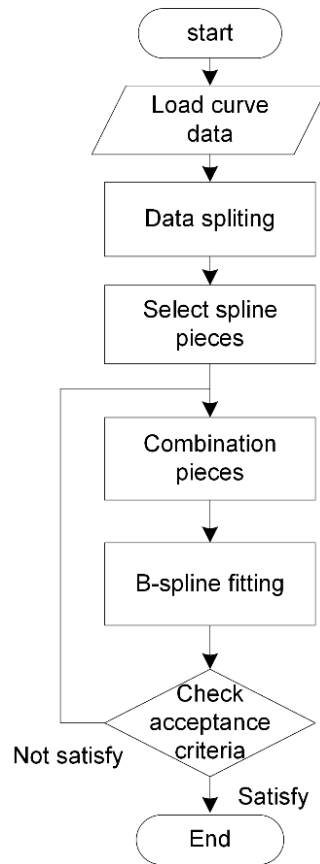 start
Load curve
data
Data spliting
Select spline
pieces
Combination
pieces
B-spline fitting
Check
acceptance
criteria
Not satisfy
Satisfy
End